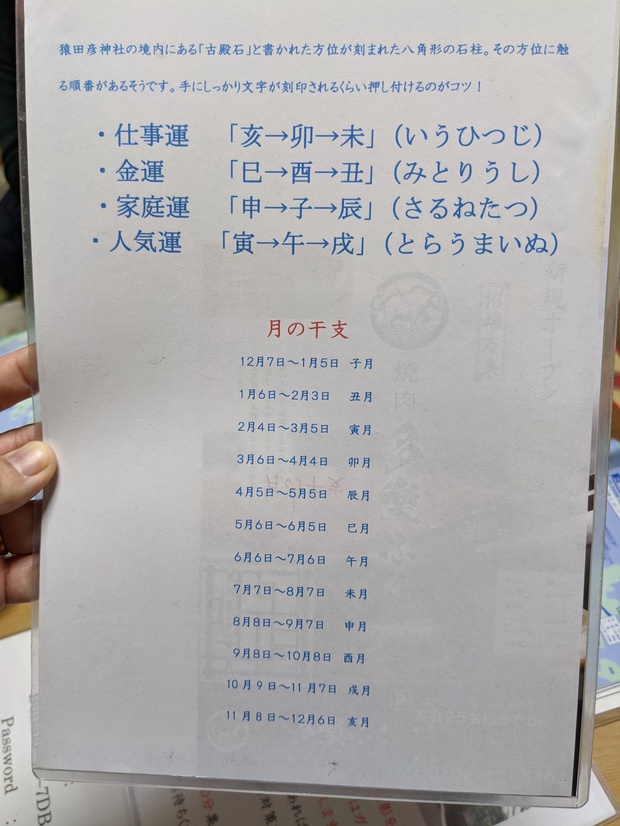 猿田彦神社の境内にある「古殿石」と書かれた方位が刻まれた八角形の石柱。その方位に触
る順番があるそうです。手にしっかり文字が刻印されるくらい押し付けるのがコツ！
・仕事運 「亥→卯→未」（いうひつじ）
・金運 「巳→酉→丑」（みとりうし）
・家庭運 「申→子→辰」（さるねたつ）
・人気運 「寅→午→戌」（とらうまいぬ）
月の干支
12月7日～1月5日 子月
1月6日～2月3日 丑月
2月4日～3月5日 寅月
3月6日～4月4日 卯月
4月5日～5月5日 辰月
5月6日～6月5日 巳月
6月6日～7月6日 午月
7月7日～8月7日 未月
8月8日～9月7日 申月
9月8日～10月8日 酉月
10月9日～11月7日 戌月
11月8日～12月6日 亥月
新規オープン
焼肉
Password :
-7DB